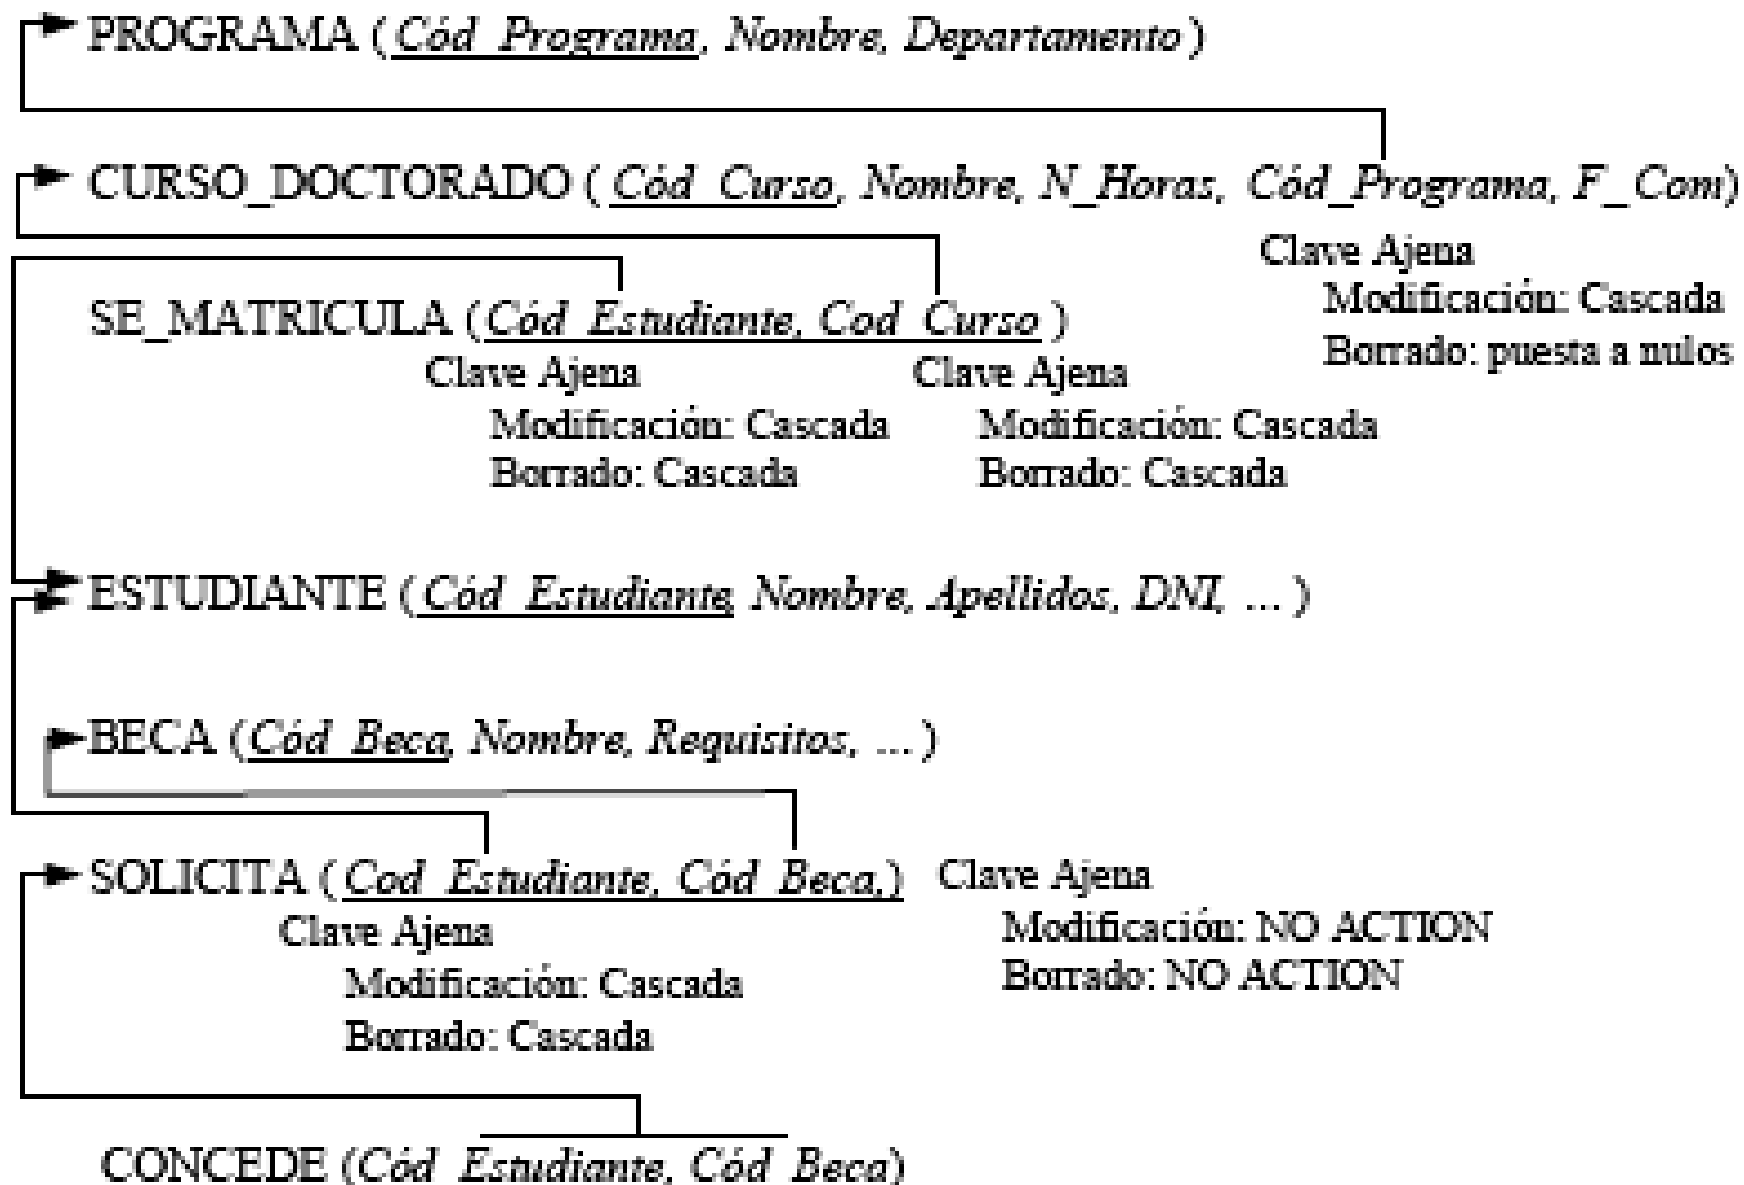 PROGRAMA (Cód_Programa, Nombre, Departamento)
CURSO_DOCTORADO (Cód_Curso, Nombre, N_Horas, Cód_Programa, F_Com)
Clave Ajena
Modificación: Cascada
Borrado: puesta a nulos
SE_MATRICULA (Cód_Estudiante, Cod_Curso)
Clave Ajena Clave Ajena
Modificación: Cascada Modificación: Cascada
Borrado: Cascada Borrado: Cascada
ESTUDIANTE (Cód_Estudiante, Nombre, Apellidos, DNI, ...)
BECA (Cód_Beca, Nombre, Requisitos, ...)
SOLICITA (Cod_Estudiante, Cód_Beca,) Clave Ajena
Clave Ajena Modificación: NO ACTION
Modificación: Cascada Borrado: NO ACTION
Borrado: Cascada
CONCEDE (Cód_Estudiante, Cód_Beca)